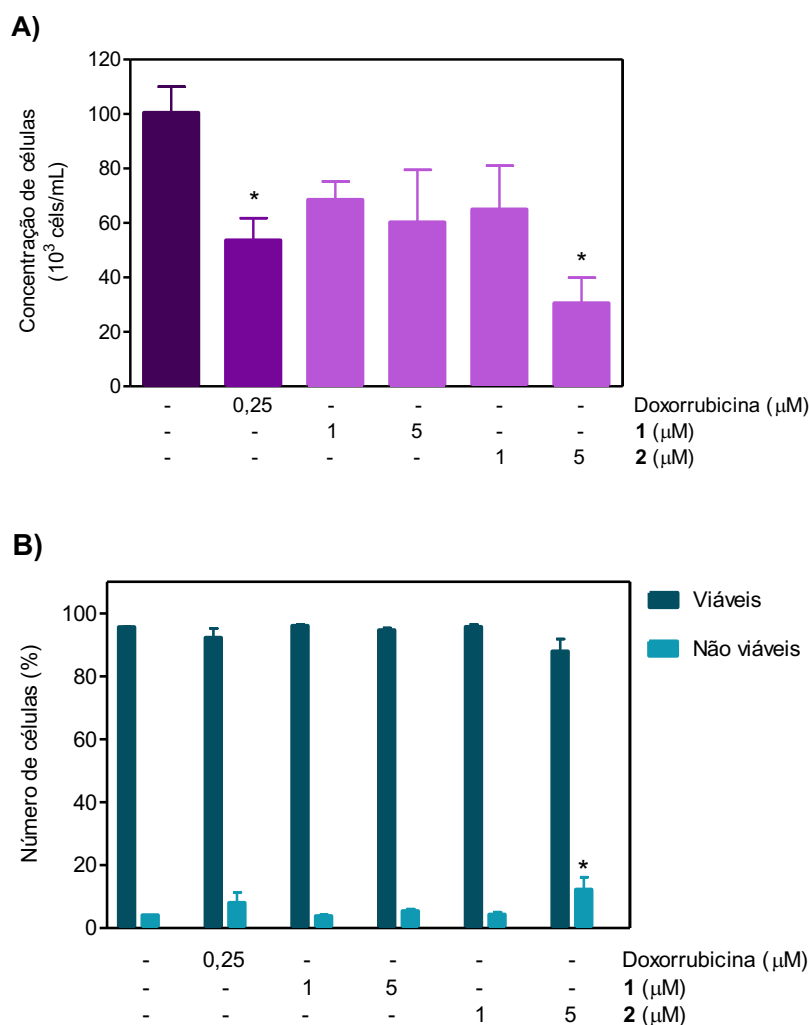 A)
Concentração de células
(10³ céls/mL)
120
100
80
60
40
20
0
*
*
- 0,25 - - - - Doxorrubicina (μM)
- - 1 5 - - 1 (μM)
- - - - 1 5 2 (μM)
B)
Número de células (%)
100
80
60
40
20
0
*
Viáveis
Não viáveis
- 0,25 - - - - Doxorrubicina (μM)
- - 1 5 - - 1 (μM)
- - - - 1 5 2 (μM)